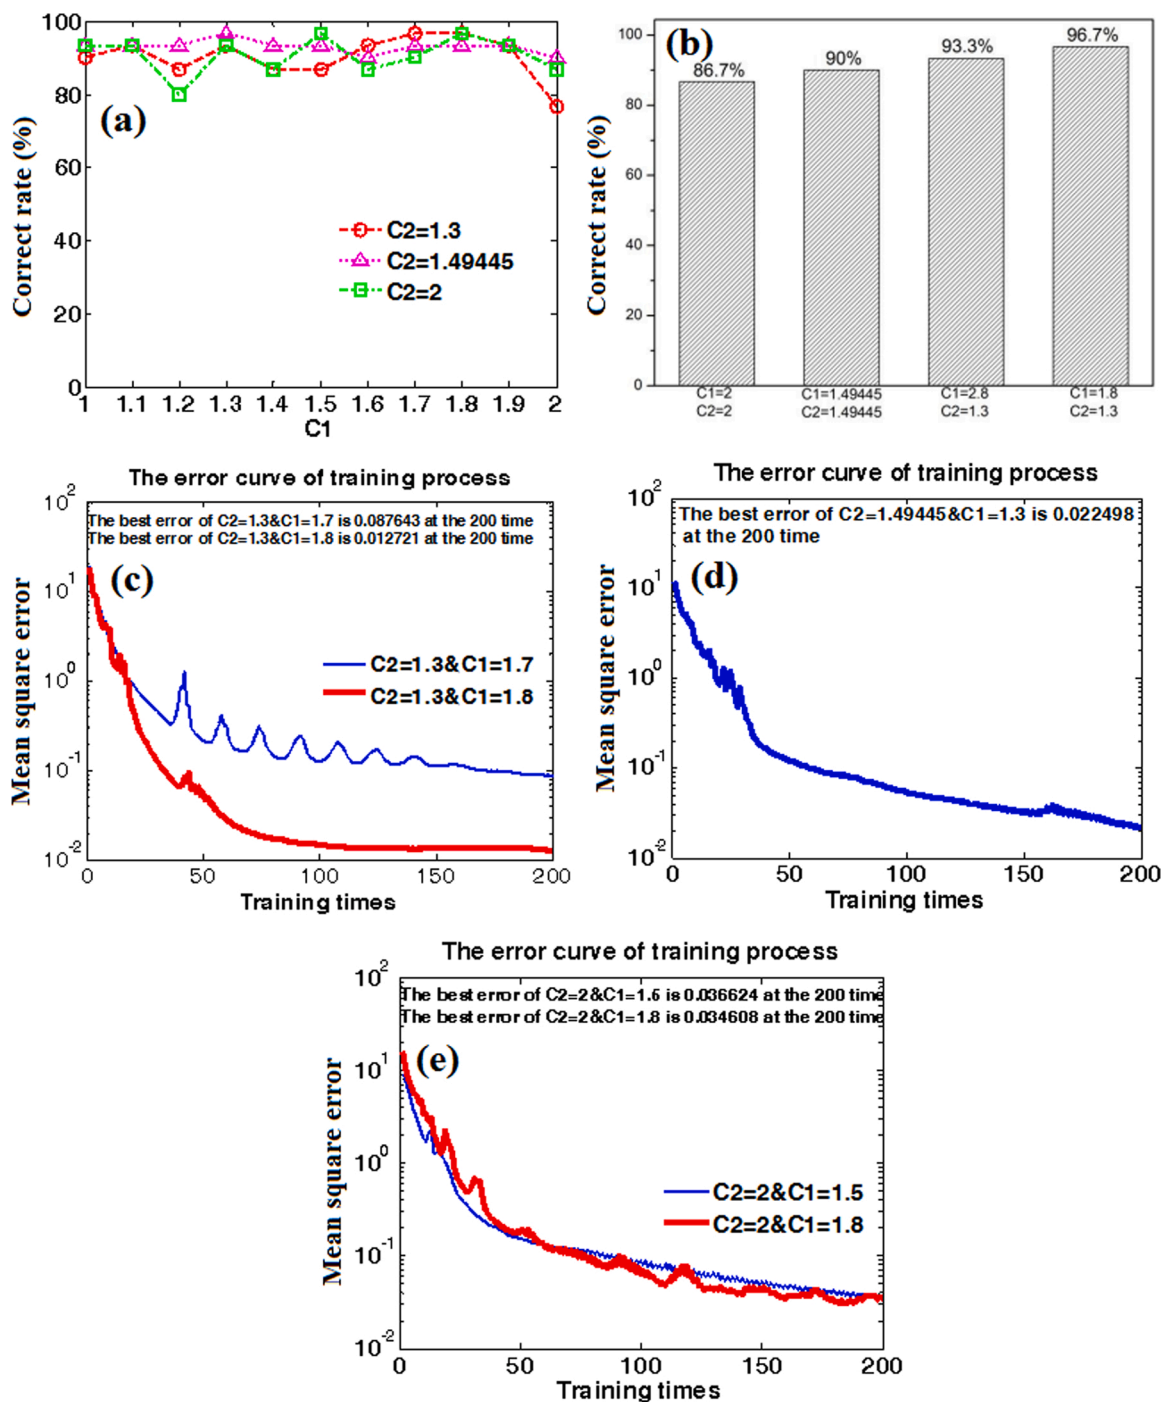 100
80
60
40
20
0
Correct rate (%)
(a)
C2=1.3
C2=1.49445
C2=2
1 1.1 1.2 1.3 1.4 1.5 1.6 1.7 1.8 1.9 2
C1
100
80
60
40
20
0
Correct rate (%)
(b)
86.7%
90%
93.3%
96.7%
C1=2
C2=2
C1=1.49445
C2=1.49445
C1=2.8
C2=1.3
C1=1.8
C2=1.3
The error curve of training process
The best error of C2=1.3&C1=1.7 is 0.087643 at the 200 time
The best error of C2=1.3&C1=1.8 is 0.012721 at the 200 time
(c)
Mean square error
10^2
10^1
10^0
10^-1
10^-2
C2=1.3&C1=1.7
C2=1.3&C1=1.8
0 50 100 150 200
Training times
The error curve of training process
The best error of C2=1.49445&C1=1.3 is 0.022498
at the 200 time
(d)
Mean square error
10^2
10^1
10^0
10^-1
10^-2
0 50 100 150 200
Training times
The error curve of training process
The best error of C2=2&C1=1.5 is 0.036624 at the 200 time
The best error of C2=2&C1=1.8 is 0.034608 at the 200 time
(e)
Mean square error
10^2
10^1
10^0
10^-1
10^-2
C2=2&C1=1.5
C2=2&C1=1.8
0 50 100 150 200
Training times